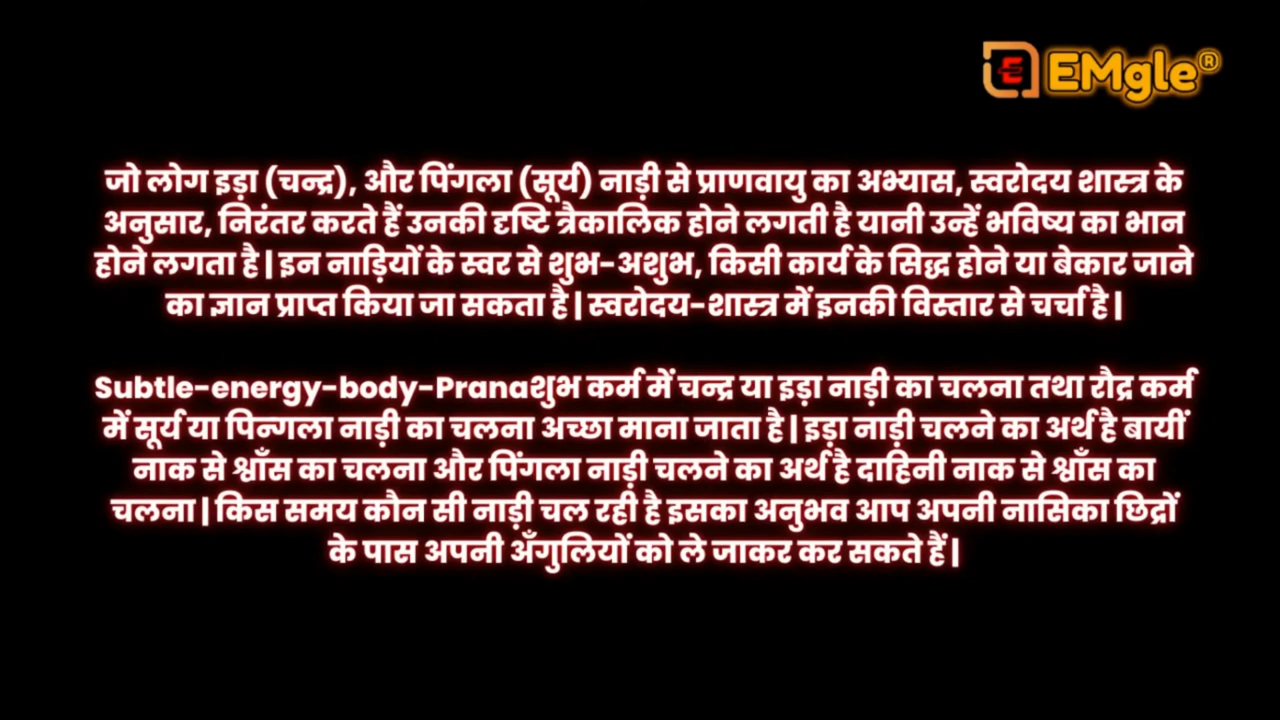 EMgle®
जो लोग इड़ा (चन्द्र), और पिंगला (सूर्य) नाड़ी से प्राणवायु का अभ्यास, स्वरोदय शास्त्र के
अनुसार, निरंतर करते हैं उनकी दृष्टि त्रैकालिक होने लगती है यानी उन्हें भविष्य का भान
होने लगता है | इन नाड़ियों के स्वर से शुभ-अशुभ, किसी कार्य के सिद्ध होने या बेकार जाने
का ज्ञान प्राप्त किया जा सकता है | स्वरोदय-शास्त्र में इनकी विस्तार से चर्चा है |
Subtle-energy-body-Pranaशुभ कर्म में चन्द्र या इड़ा नाड़ी का चलना तथा रौद्र कर्म
में सूर्य या पिन्गला नाड़ी का चलना अच्छा माना जाता है | इड़ा नाड़ी चलने का अर्थ है बायीं
नाक से श्वाँस का चलना और पिंगला नाड़ी चलने का अर्थ है दाहिनी नाक से श्वाँस का
चलना | किस समय कौन सी नाड़ी चल रही है इसका अनुभव आप अपनी नासिका छिद्रों
के पास अपनी अँगुलियों को ले जाकर कर सकते हैं |